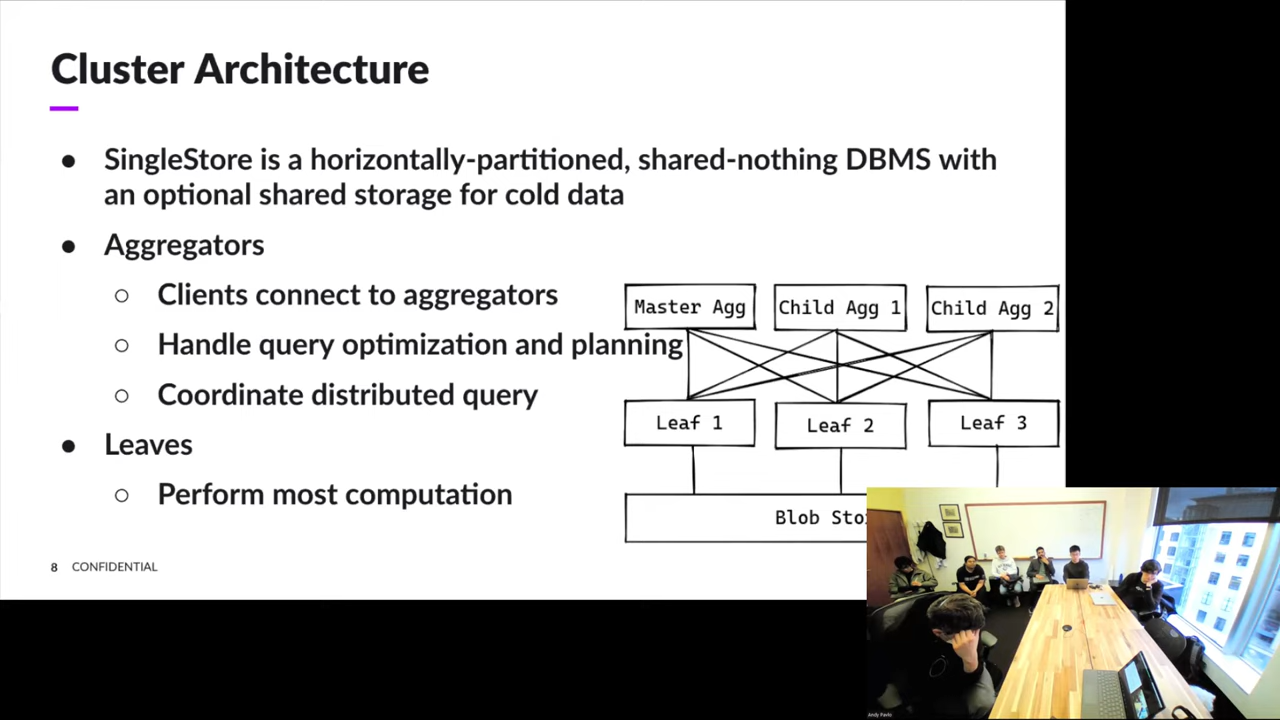 Cluster Architecture
● SingleStore is a horizontally-partitioned, shared-nothing DBMS with
an optional shared storage for cold data
● Aggregators
○ Clients connect to aggregators
○ Handle query optimization and planning
○ Coordinate distributed query
● Leaves
○ Perform most computation
Master Agg
Child Agg 1
Child Agg 2
Leaf 1
Leaf 2
Leaf 3
Blob Sto
8 CONFIDENTIAL
Andy Pavlo